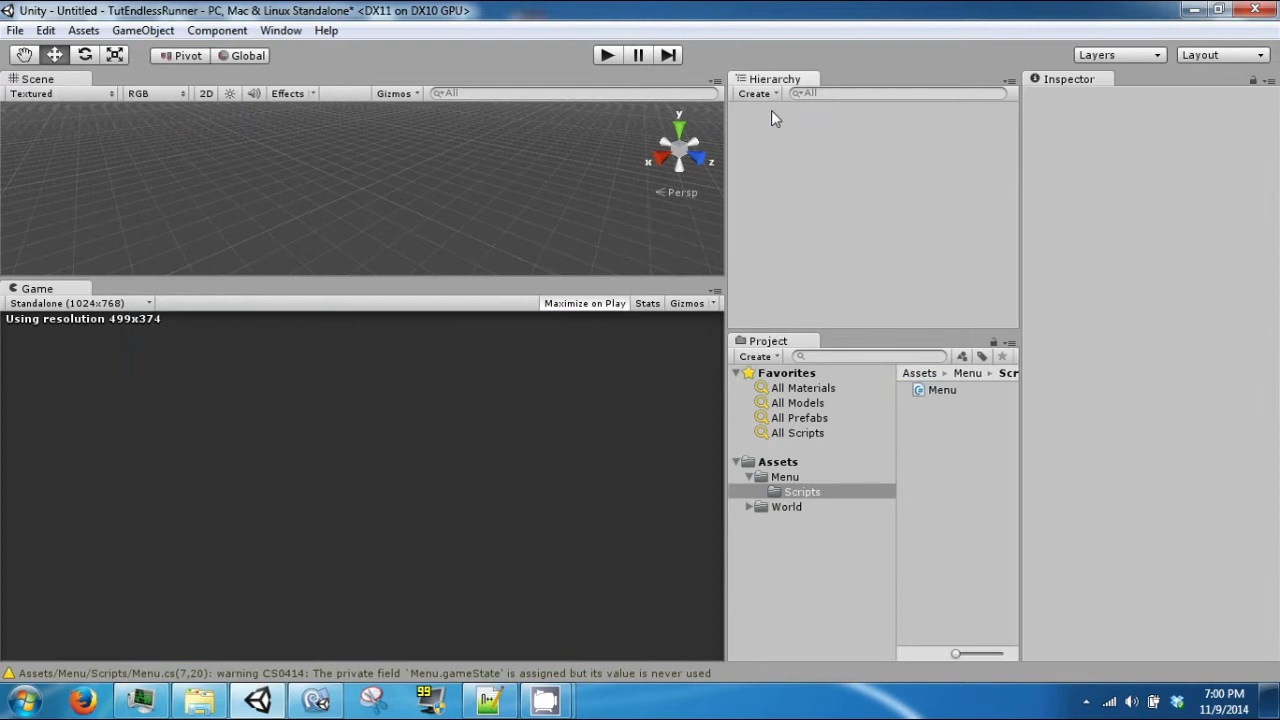 Unity - Untitled - TutEndlessRunner - PC, Mac & Linux Standalone* <DX11 on DX10 GPU>
File Edit Assets GameObject Component Window Help
Pivot Global Layers Layout
Scene Hierarchy Inspector
Textured RGB 2D Effects Gizmos All Create All
y
x z
Persp
Game
Standalone (1024x768) Maximize on Play Stats Gizmos
Using resolution 499x374
Project
Create
Favorites Assets Menu Scr
All Materials Menu
All Models
All Prefabs
All Scripts
Assets
Menu
Scripts
World
Assets/Menu/Scripts/Menu.cs(7,20): warning CS0414: The private field `Menu.gameState' is assigned but its value is never used
99
7:00 PM
11/9/2014